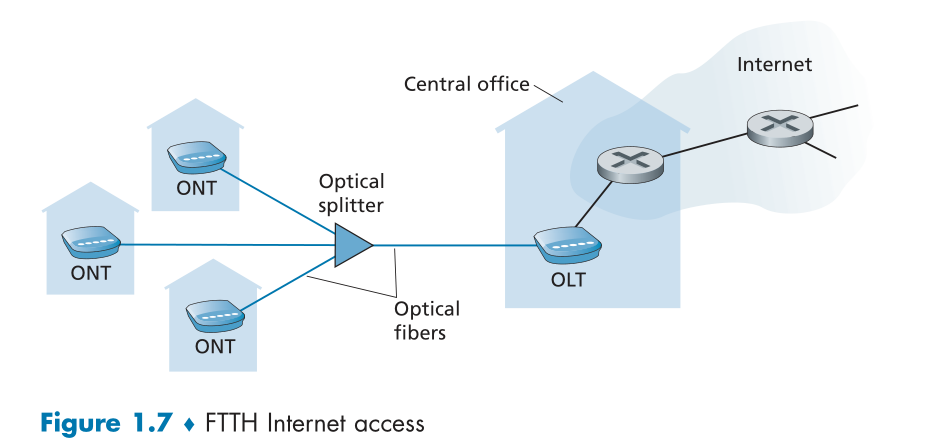 Internet
Central office
ONT
Optical
splitter
ONT
OLT
Optical
fibers
ONT
Figure 1.7 ♦ FTTH Internet access